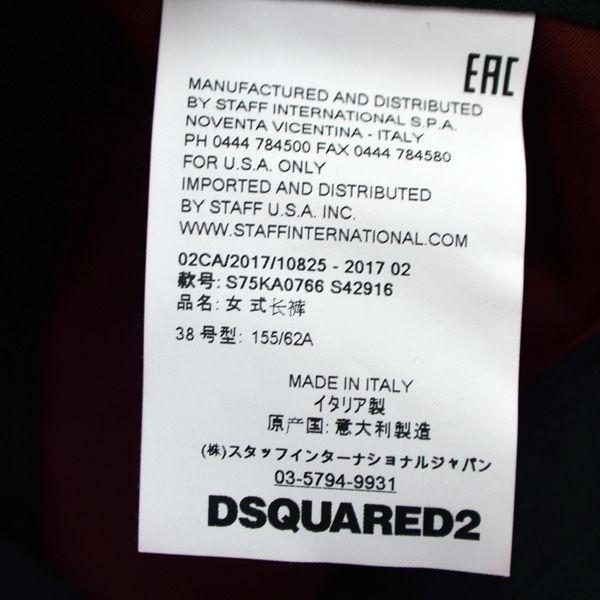 EAC
MANUFACTURED AND DISTRIBUTED
BY STAFF INTERNATIONAL S.P.A.
NOVENTA VICENTINA - ITALY
PH 0444 784500 FAX 0444 784580
FOR U.S.A. ONLY
IMPORTED AND DISTRIBUTED
BY STAFF U.S.A. INC.
WWW.STAFFINTERNATIONAL.COM
02CA/2017/10825 - 2017 02
款号: S75KA0766 S42916
品名: 女 式长裤
38 号型: 155/62A
MADE IN ITALY
イタリア製
原产国: 意大利製造
(株)スタッフインターナショナルジャパン
03-5794-9931
DSQUARED2